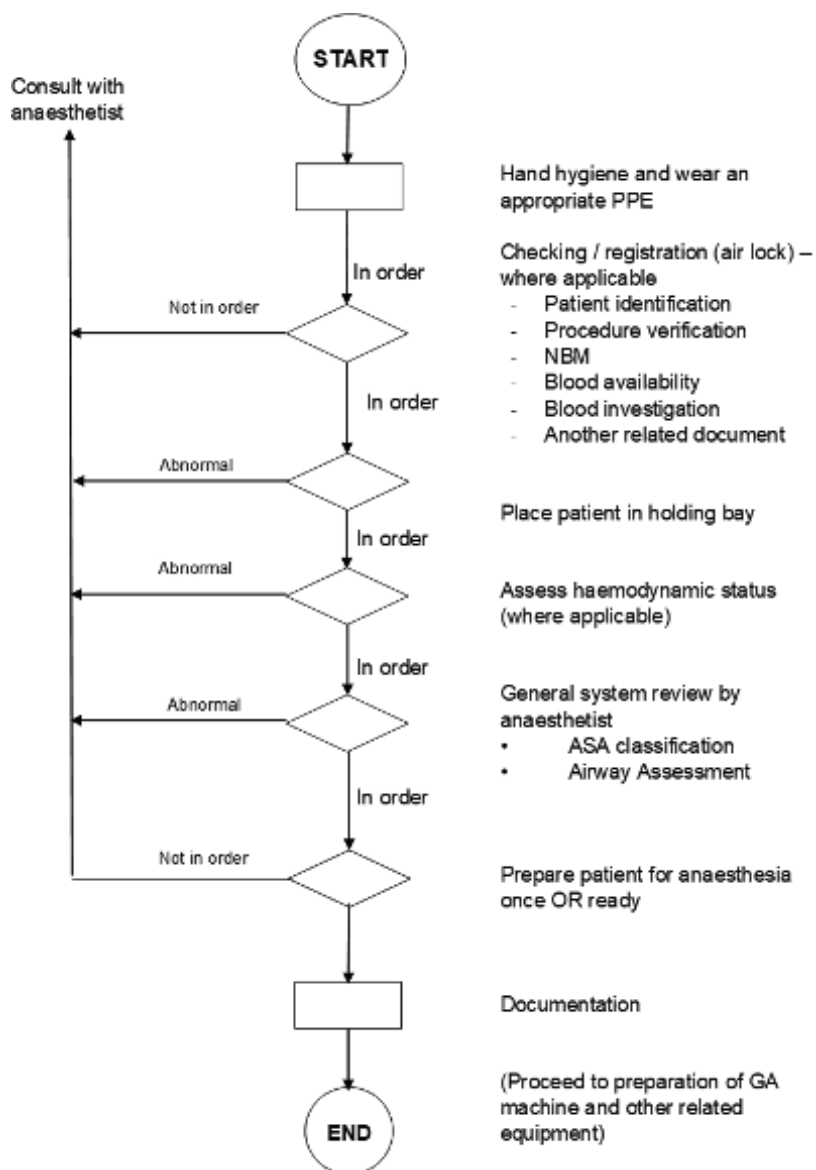 START
Consult with
anaesthetist
Hand hygiene and wear an
appropriate PPE
In order
Checking / registration (air lock) –
where applicable
- Patient identification
- Procedure verification
- NBM
- Blood availability
- Blood investigation
- Another related document
Not in order
In order
Abnormal
Place patient in holding bay
In order
Abnormal
Assess haemodynamic status
(where applicable)
In order
Abnormal
General system review by
anaesthetist
• ASA classification
• Airway Assessment
In order
Not in order
Prepare patient for anaesthesia
once OR ready
Documentation
(Proceed to preparation of GA
machine and other related
equipment)
END